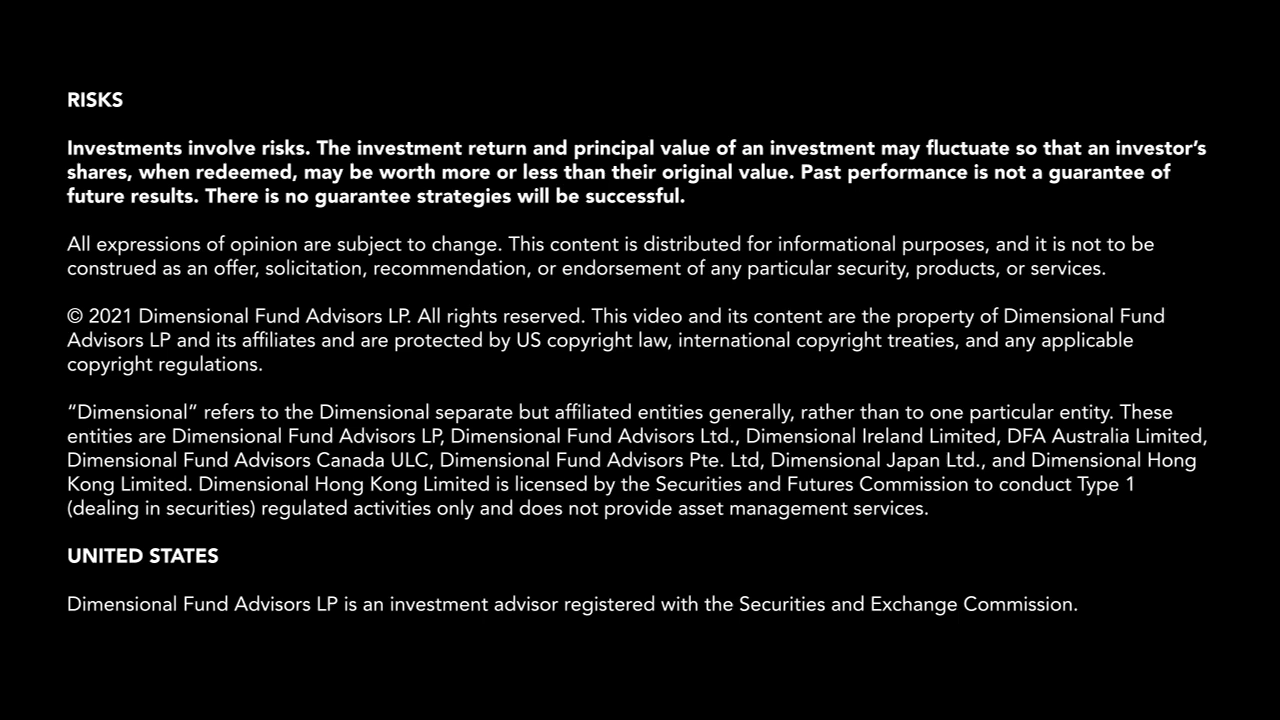 RISKS
Investments involve risks. The investment return and principal value of an investment may fluctuate so that an investor’s
shares, when redeemed, may be worth more or less than their original value. Past performance is not a guarantee of
future results. There is no guarantee strategies will be successful.
All expressions of opinion are subject to change. This content is distributed for informational purposes, and it is not to be
construed as an offer, solicitation, recommendation, or endorsement of any particular security, products, or services.
© 2021 Dimensional Fund Advisors LP. All rights reserved. This video and its content are the property of Dimensional Fund
Advisors LP and its affiliates and are protected by US copyright law, international copyright treaties, and any applicable
copyright regulations.
“Dimensional” refers to the Dimensional separate but affiliated entities generally, rather than to one particular entity. These
entities are Dimensional Fund Advisors LP, Dimensional Fund Advisors Ltd., Dimensional Ireland Limited, DFA Australia Limited,
Dimensional Fund Advisors Canada ULC, Dimensional Fund Advisors Pte. Ltd, Dimensional Japan Ltd., and Dimensional Hong
Kong Limited. Dimensional Hong Kong Limited is licensed by the Securities and Futures Commission to conduct Type 1
(dealing in securities) regulated activities only and does not provide asset management services.
UNITED STATES
Dimensional Fund Advisors LP is an investment advisor registered with the Securities and Exchange Commission.